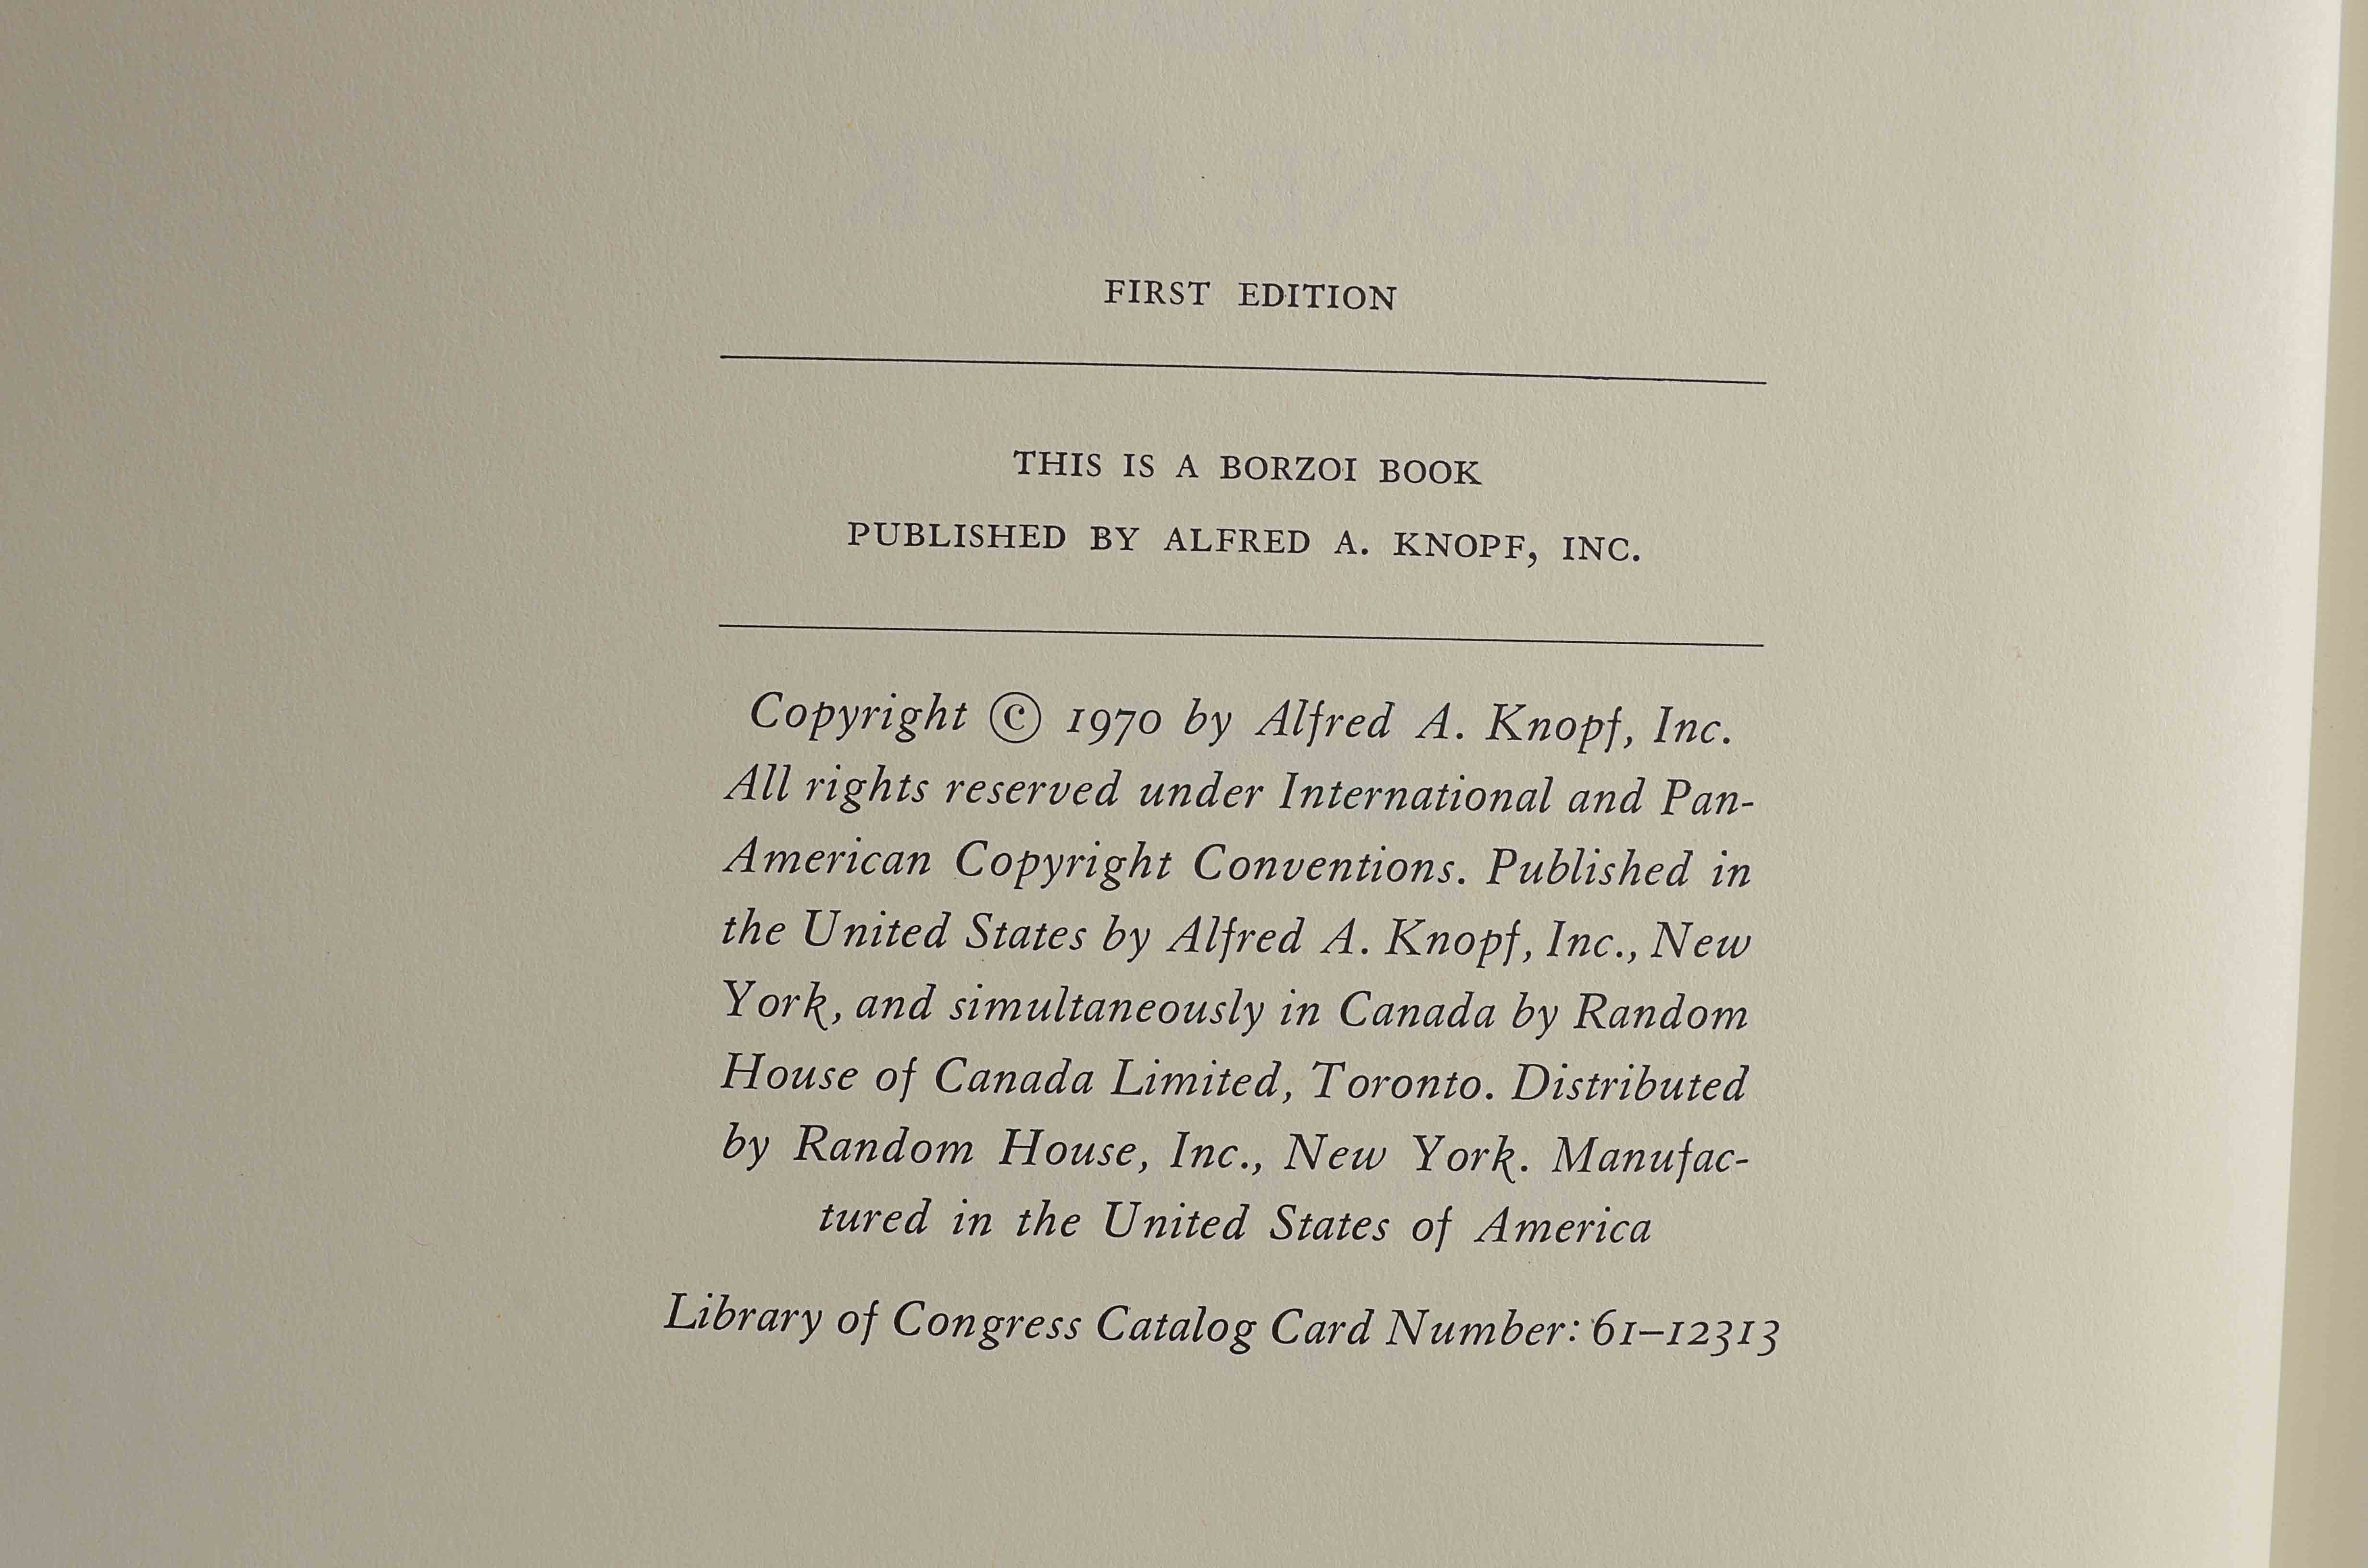 FIRST EDITION
THIS IS A BORZOI BOOK
PUBLISHED BY ALFRED A. KNOPF, INC.
Copyright © 1970 by Alfred A. Knopf, Inc.
All rights reserved under International and Pan-
American Copyright Conventions. Published in
the United States by Alfred A. Knopf, Inc., New
York, and simultaneously in Canada by Random
House of Canada Limited, Toronto. Distributed
by Random House, Inc., New York. Manufac-
tured in the United States of America
Library of Congress Catalog Card Number: 61–12313